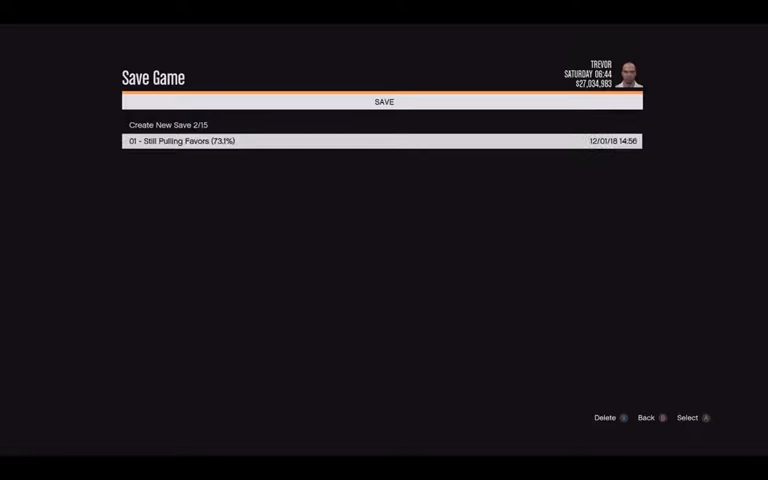 Save Game
TREVOR
SATURDAY 06:44
$27,034,983
SAVE
Create New Save 2/15
01 - Still Pulling Favors (73.1%) 12/01/18 14:56
Delete Y Back B Select A